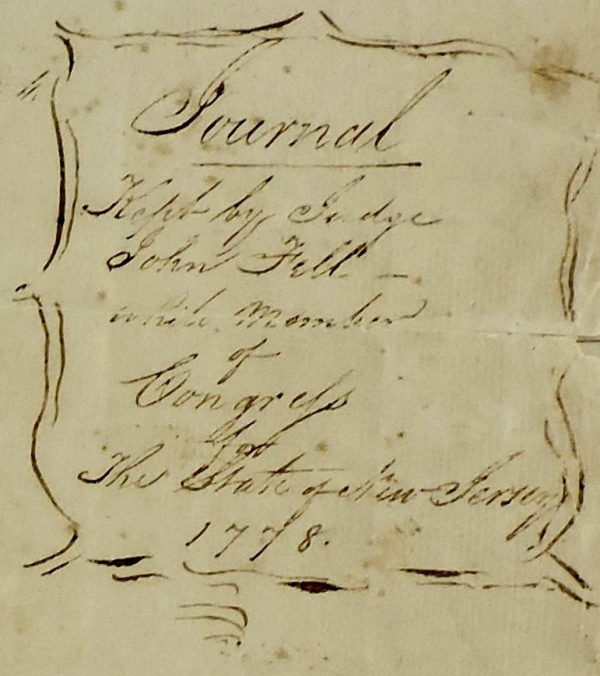 Journal
Kept by Judge
John Fell –
while Member
of
Congress
for
The State of New Jersey
1778.